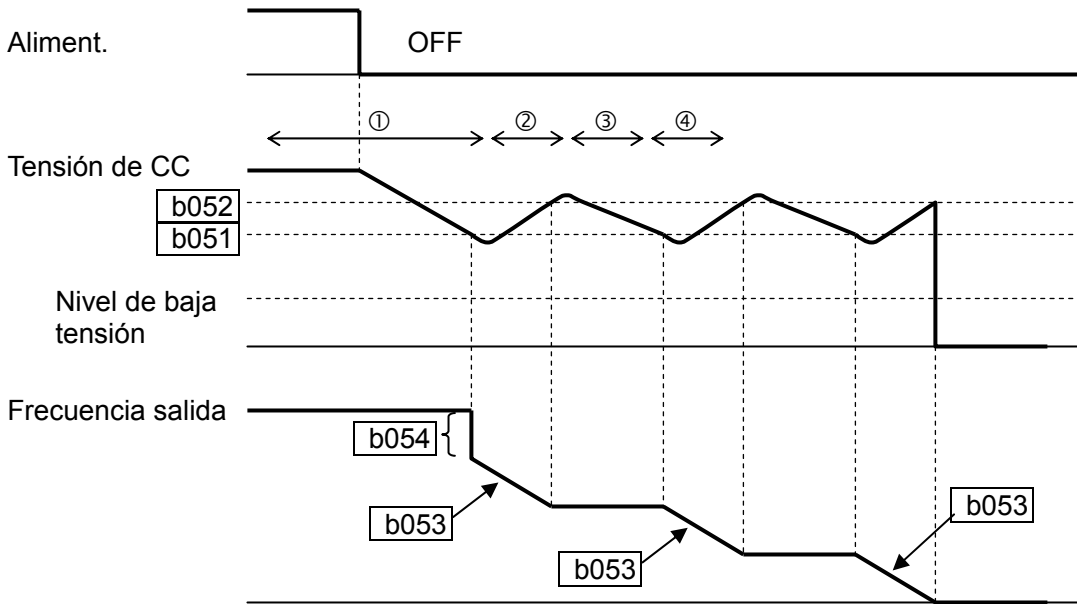 Aliment.
OFF
① ② ③ ④
Tensión de CC
b052
b051
Nivel de baja
tensión
Frecuencia salida
b054
b053
b053
b053